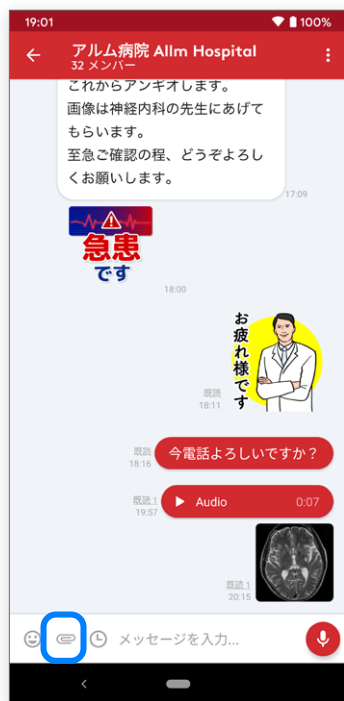 19:01
100%
アルム病院 Allm Hospital
32 メンバー
これからアンギオします。
画像は神経内科の先生にあげて
もらいます。
至急ご確認の程、どうぞよろし
くお願いします。
17:09
急患
です
18:00
お疲れ様です
既読
18:11
今電話よろしいですか？
既読
18:16
Audio
0:07
既読 1
19:57
既読 1
20:15
メッセージを入力...